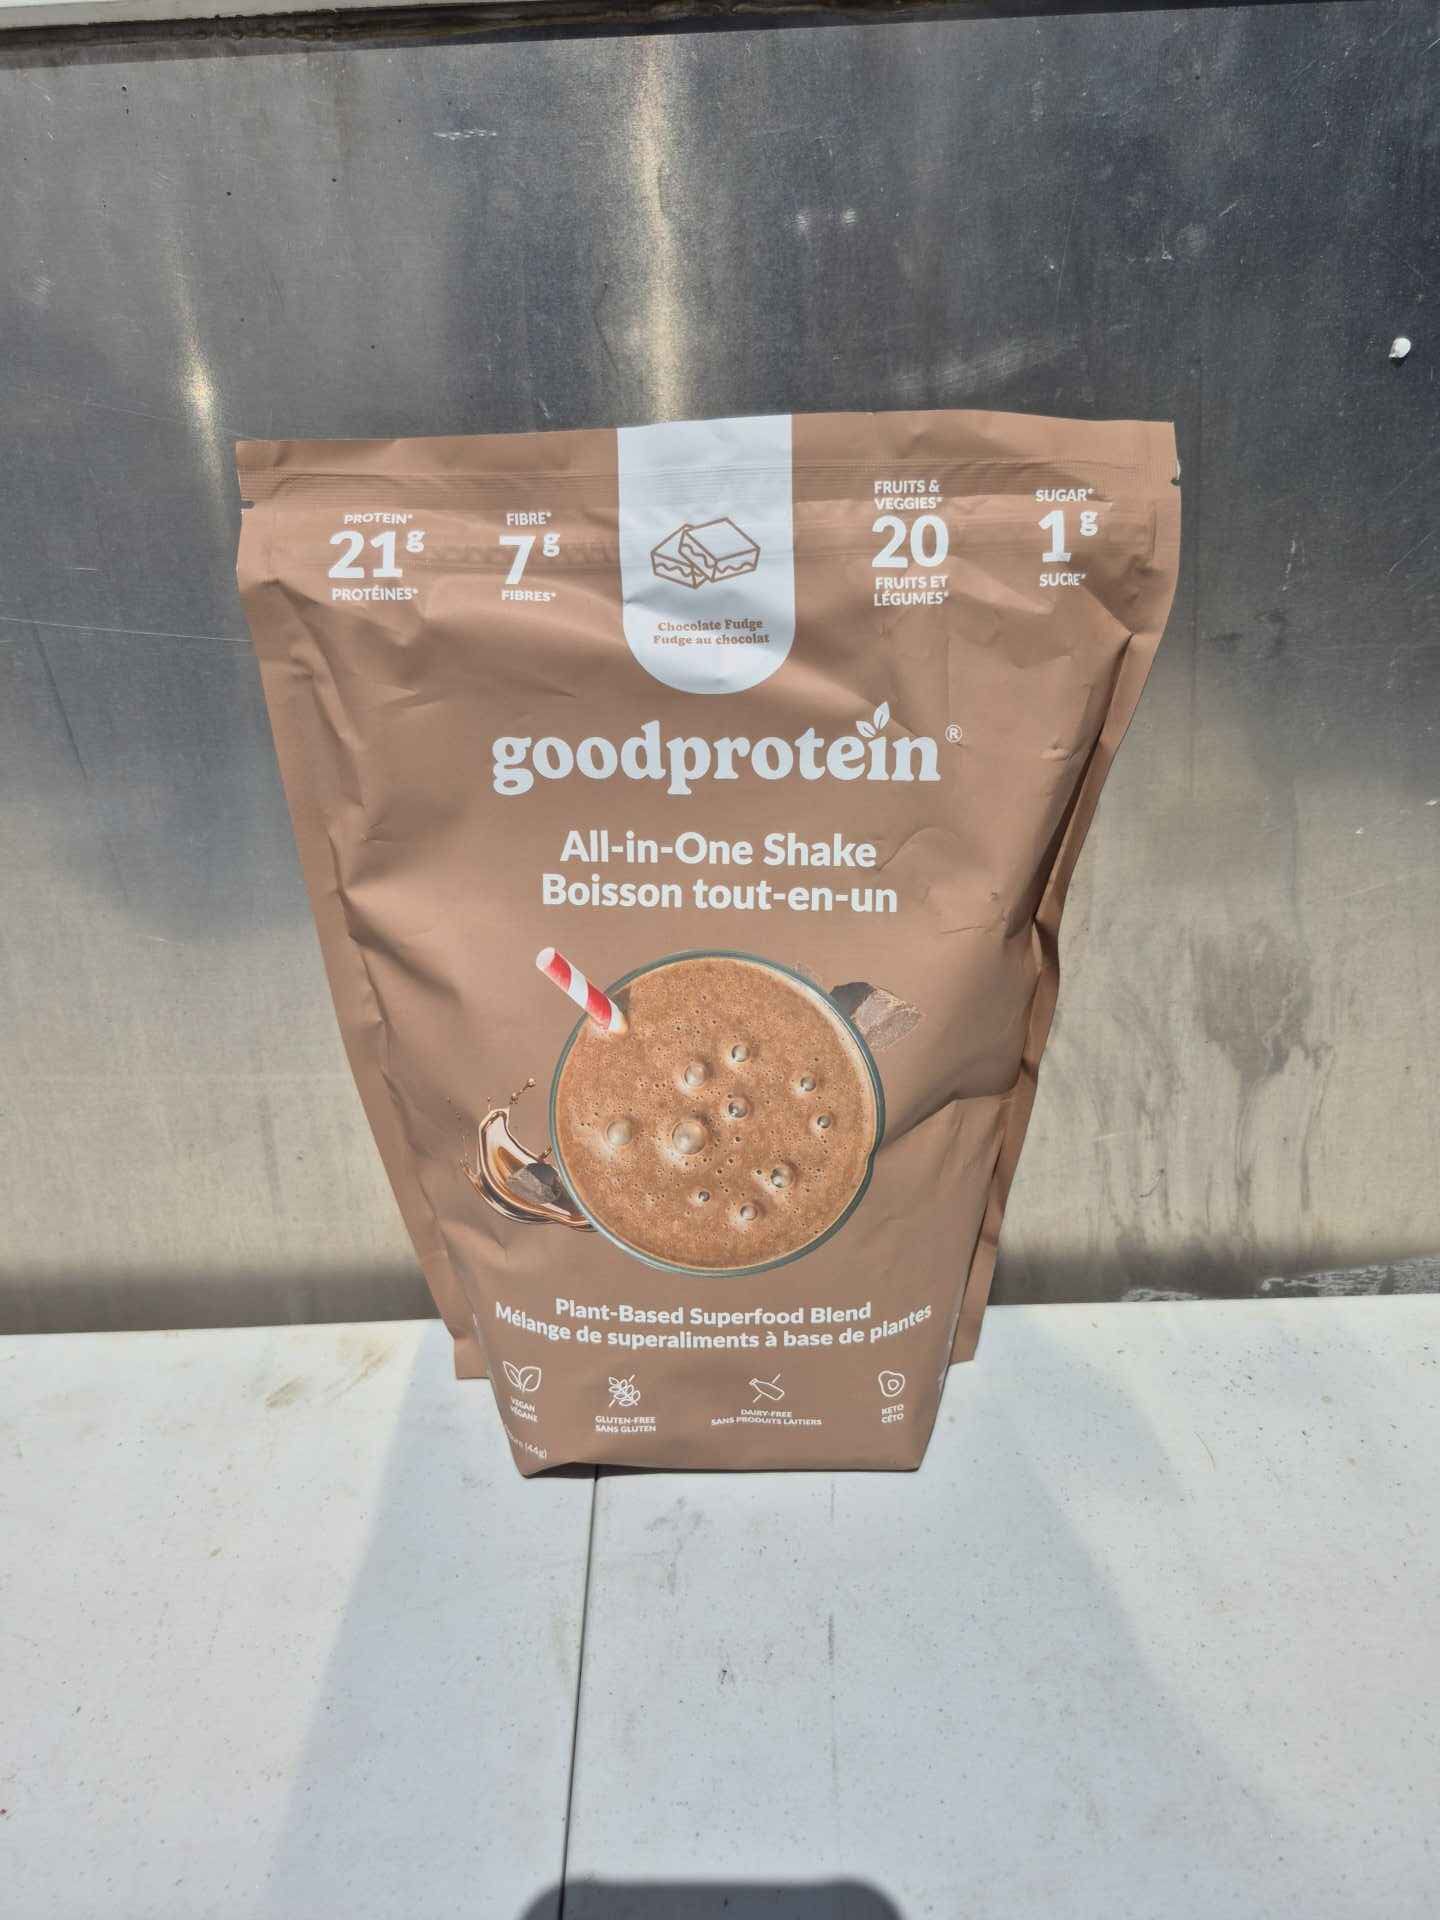 PROTEIN*
21g
PROTÉINES*
FIBRE*
7g
FIBRES*
Chocolate Fudge
Fudge au chocolat
FRUITS &
VEGGIES*
20
FRUITS ET
LÉGUMES*
SUGAR*
1g
SUCRE*
goodprotein®
All-in-One Shake
Boisson tout-en-un
Plant-Based Superfood Blend
Mélange de superaliments à base de plantes
VEGAN
VÉGANE
GLUTEN-FREE
SANS GLUTEN
DAIRY-FREE
SANS PRODUITS LAITIERS
KETO
CÉTO
(44g)